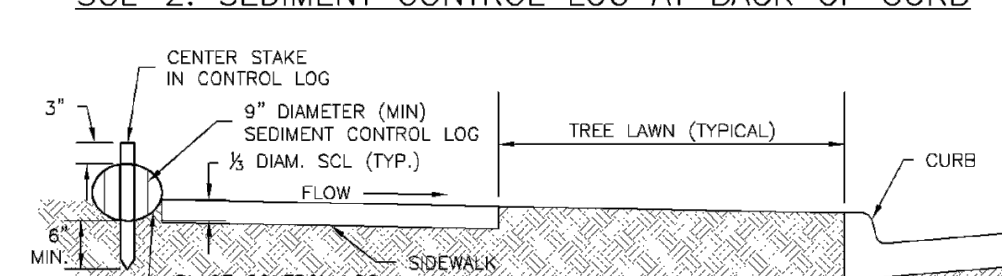 SCL-2. SEDIMENT CONTROL LOG AT BACK OF CURB
CENTER STAKE
IN CONTROL LOG
3"
9" DIAMETER (MIN)
SEDIMENT CONTROL LOG
⅓ DIAM. SCL (TYP.)
TREE LAWN (TYPICAL)
CURB
FLOW
6"
MIN.
SIDEWALK